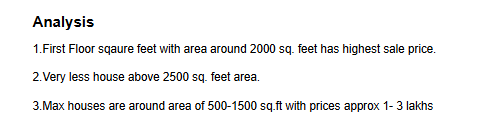 Analysis
1.First Floor sqaure feet with area around 2000 sq. feet has highest sale price.
2.Very less house above 2500 sq. feet area.
3.Max houses are around area of 500-1500 sq.ft with prices approx 1- 3 lakhs